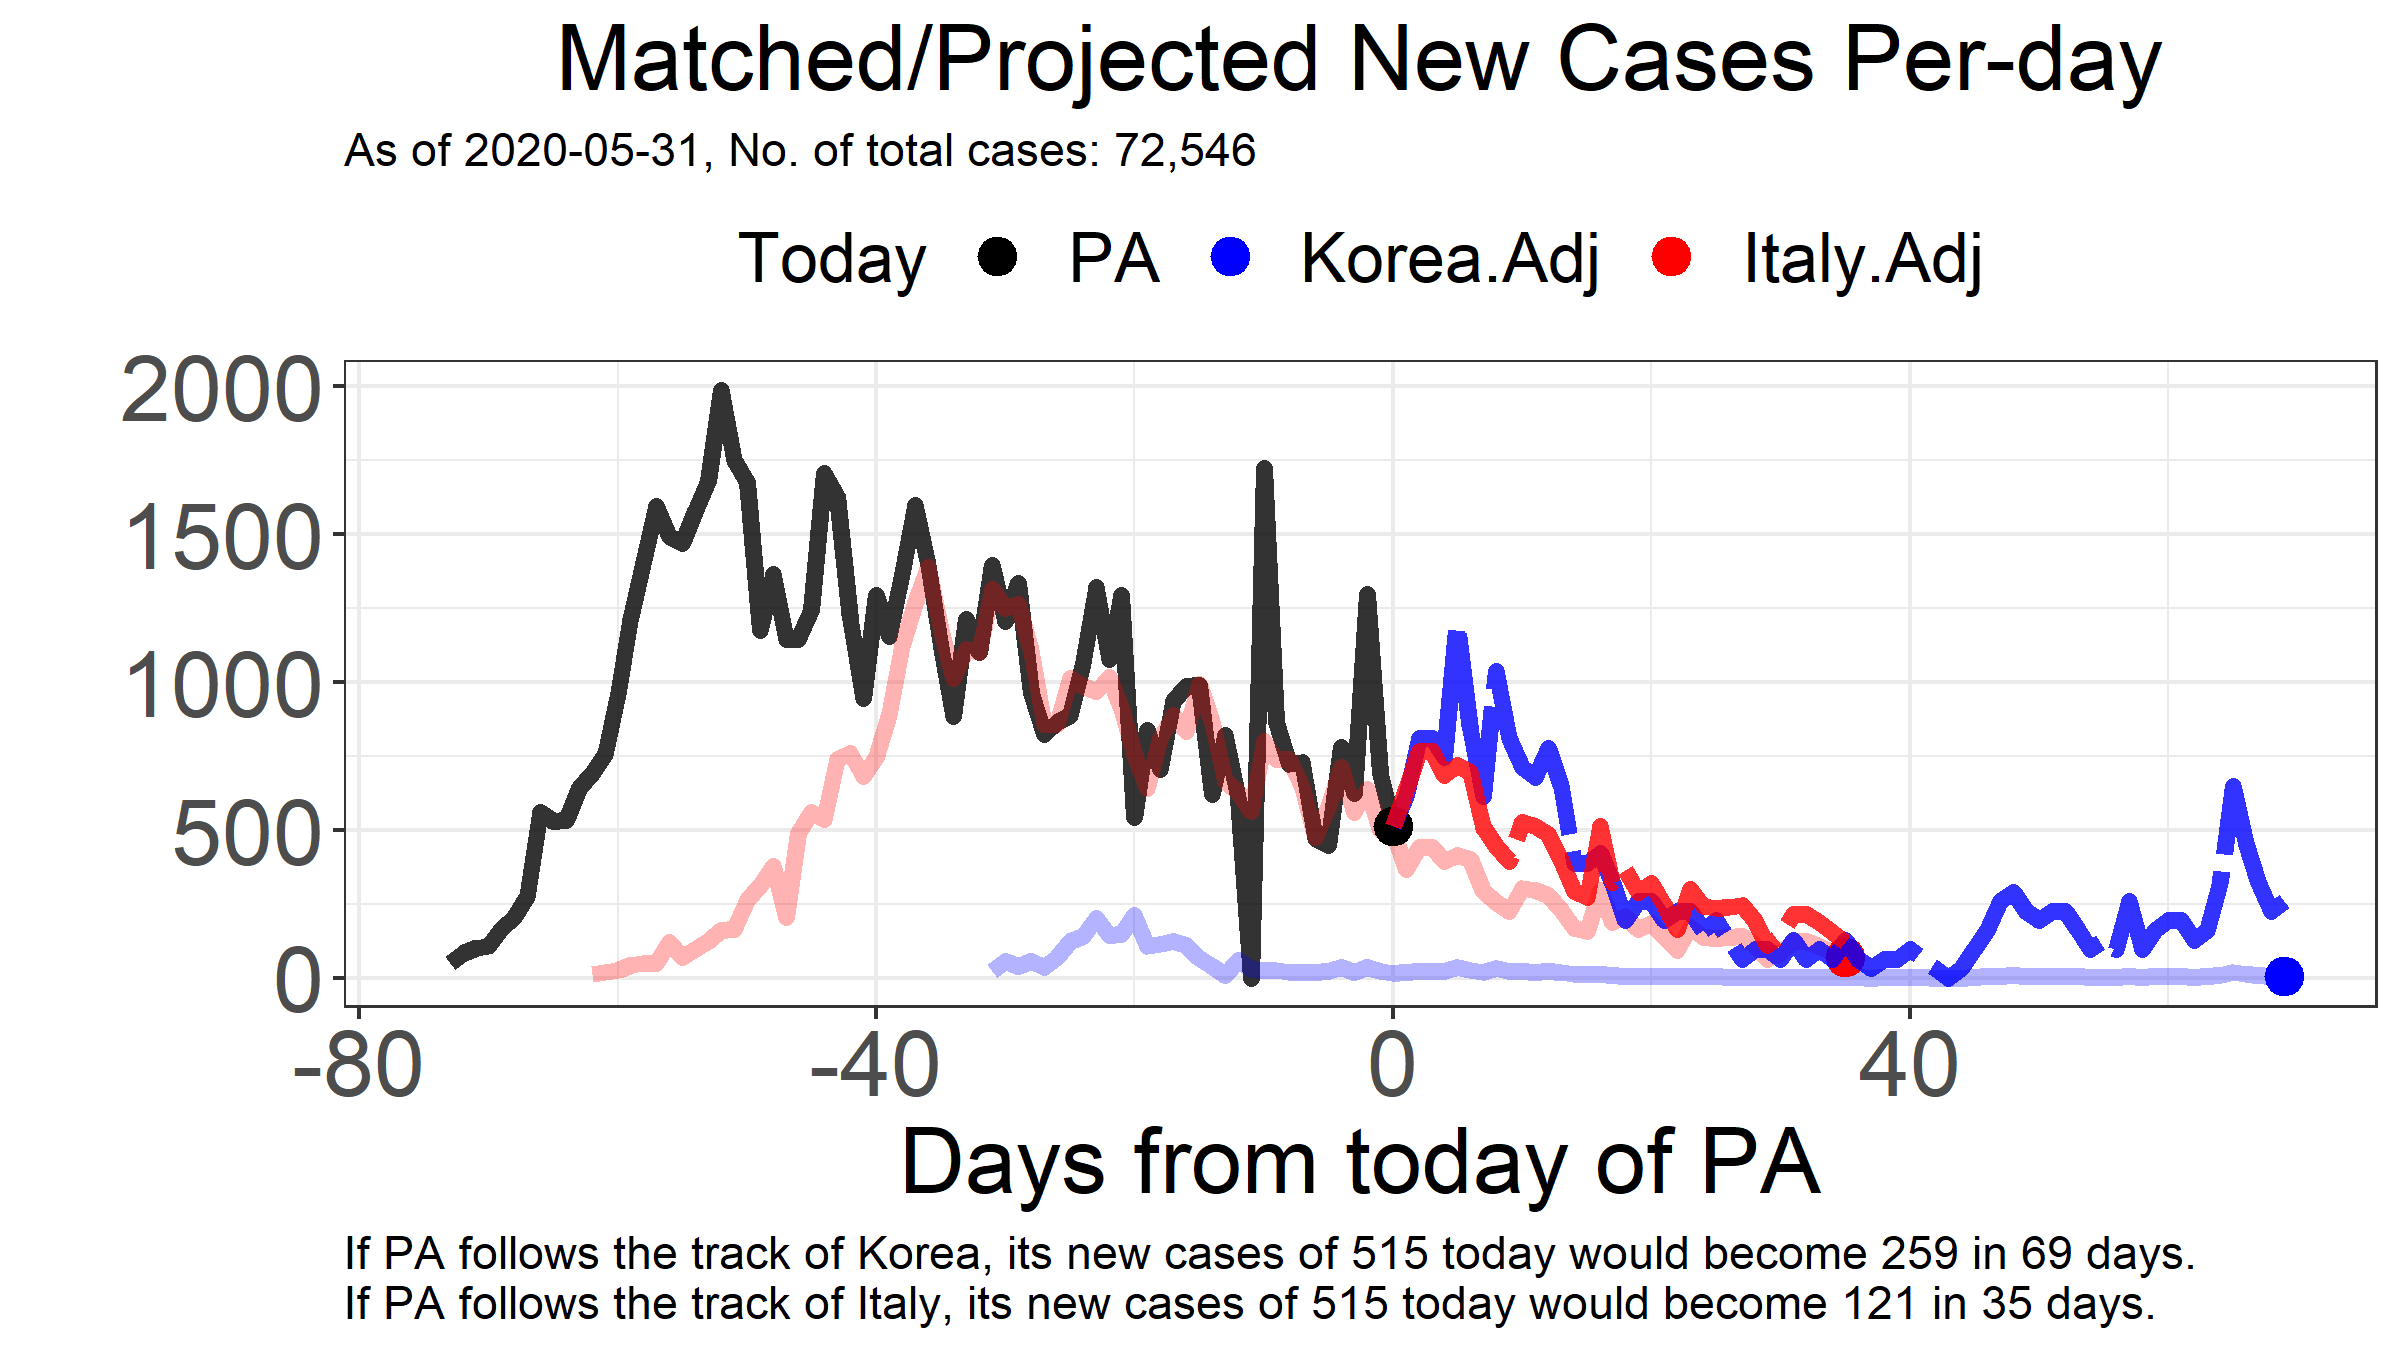 Matched/Projected New Cases Per-day
As of 2020-05-31, No. of total cases: 72,546
Today PA Korea.Adj Italy.Adj
2000
1500
1000
500
0
-80 -40 0 40
Days from today of PA
If PA follows the track of Korea, its new cases of 515 today would become 259 in 69 days.
If PA follows the track of Italy, its new cases of 515 today would become 121 in 35 days.